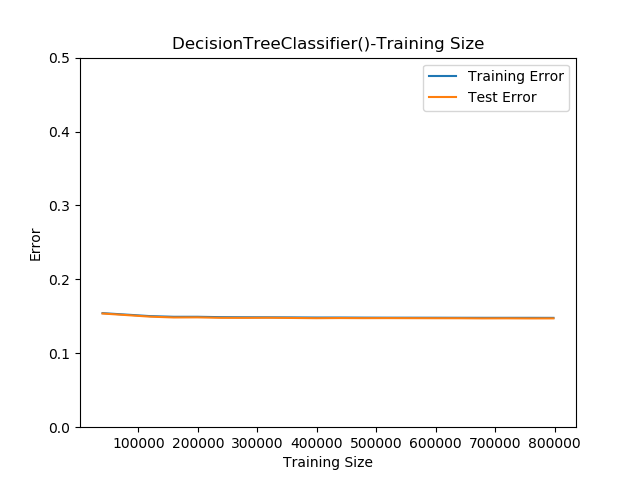 DecisionTreeClassifier()-Training Size
Training Error
Test Error
Error
0.5
0.4
0.3
0.2
0.1
0.0
100000 200000 300000 400000 500000 600000 700000 800000
Training Size